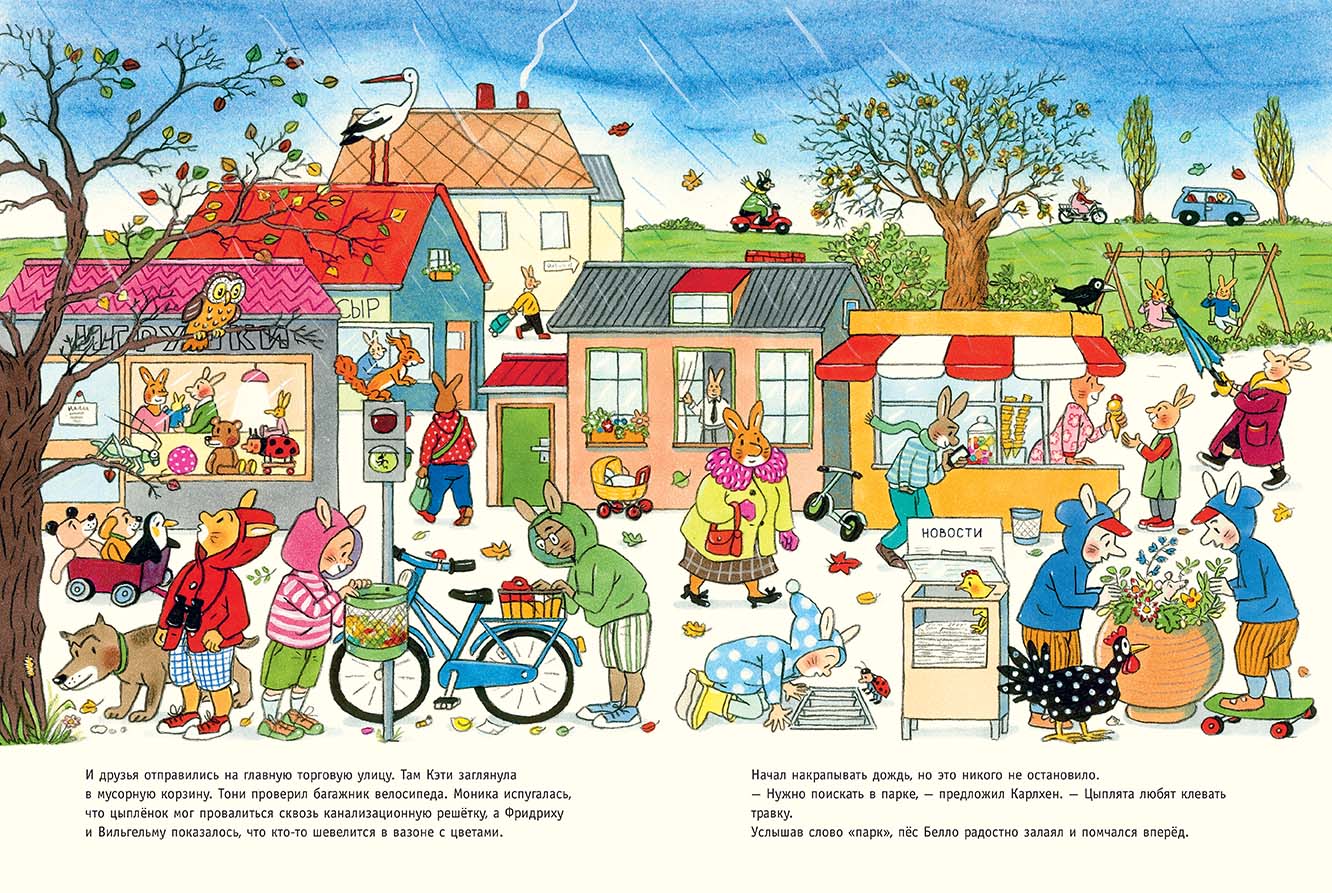 СЫР
ИГРУШКИ
НОВОСТИ
И друзья отправились на главную торговую улицу. Там Кэти заглянула
в мусорную корзину. Тони проверил багажник велосипеда. Моника испугалась,
что цыплёнок мог провалиться сквозь канализационную решётку, а Фридриху
и Вильгельму показалось, что кто-то шевелится в вазоне с цветами.
Начал накрапывать дождь, но это никого не остановило.
— Нужно поискать в парке, — предложил Карлхен. — Цыплята любят клевать
травку.
Услышав слово «парк», пёс Белло радостно залаял и помчался вперёд.